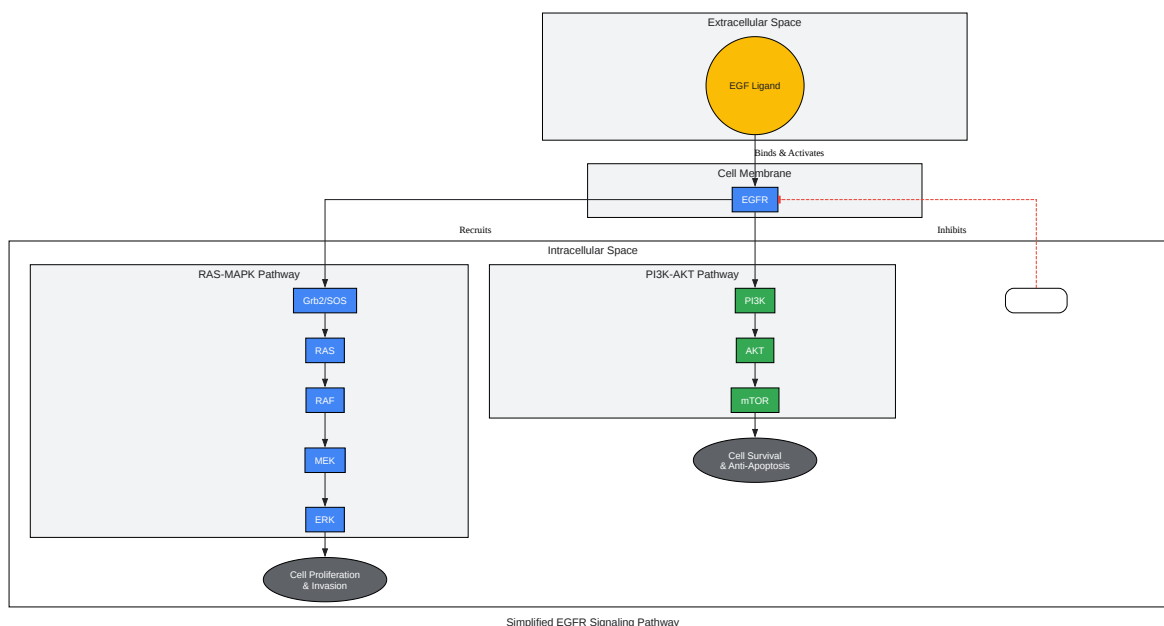 Extracellular Space
EGF Ligand
Binds & Activates
Cell Membrane
EGFR
Recruits
Inhibits
Intracellular Space
RAS-MAPK Pathway
PI3K-AKT Pathway
Grb2/SOS
PI3K
RAS
AKT
RAF
mTOR
MEK
Cell Survival
& Anti-Apoptosis
ERK
Cell Proliferation
& Invasion
Simplified EGFR Signaling Pathway